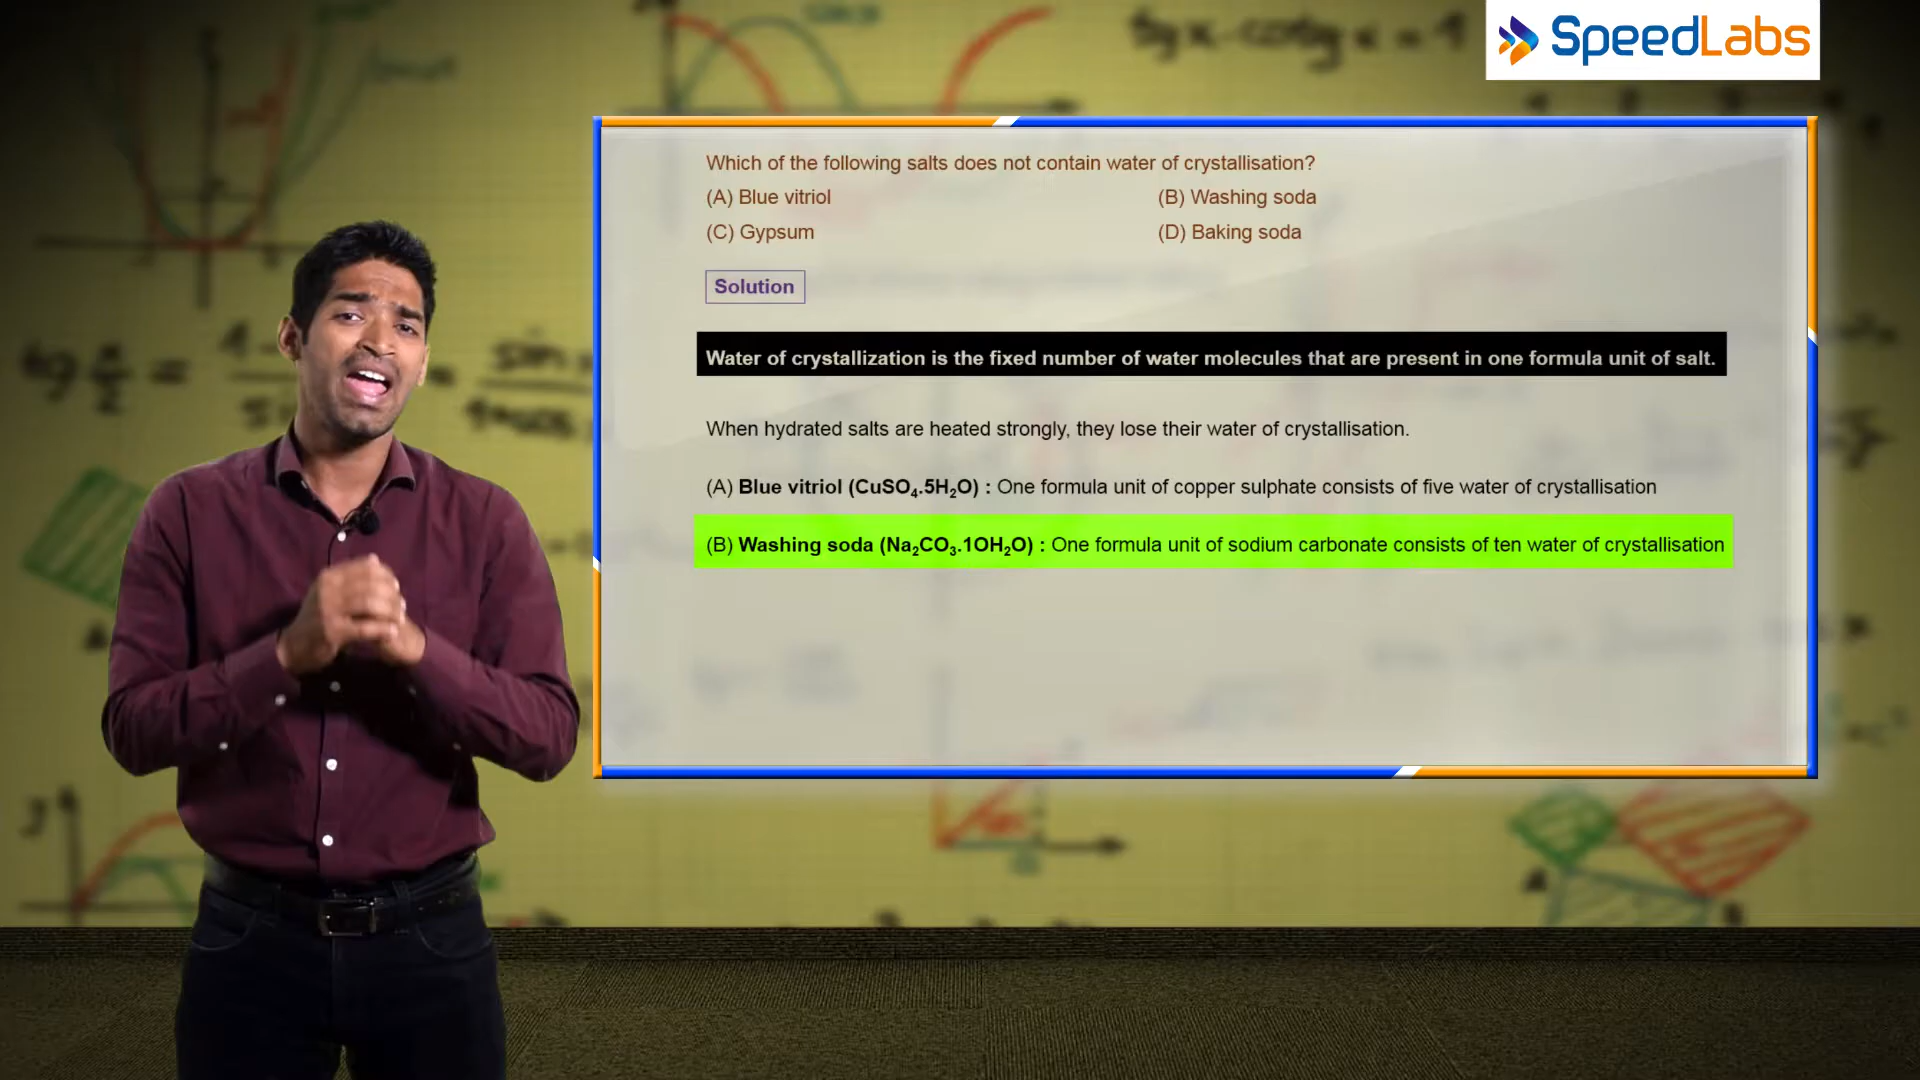 SpeedLabs
Which of the following salts does not contain water of crystallisation?
(A) Blue vitriol (B) Washing soda
(C) Gypsum (D) Baking soda
Solution
Water of crystallization is the fixed number of water molecules that are present in one formula unit of salt.
When hydrated salts are heated strongly, they lose their water of crystallisation.
(A) Blue vitriol (CuSO₄.5H₂O) : One formula unit of copper sulphate consists of five water of crystallisation
(B) Washing soda (Na₂CO₃.1OH₂O) : One formula unit of sodium carbonate consists of ten water of crystallisation